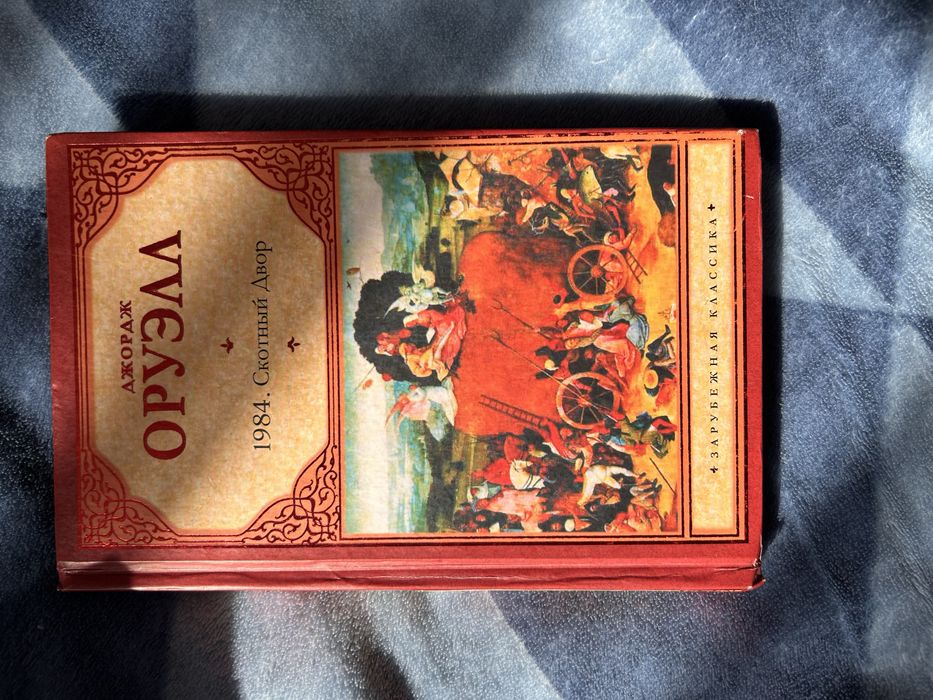 ДЖОРДЖ
ОРУЭЛЛ
1984. Скотный Двор
ЗАРУБЕЖНАЯ КЛАССИКА